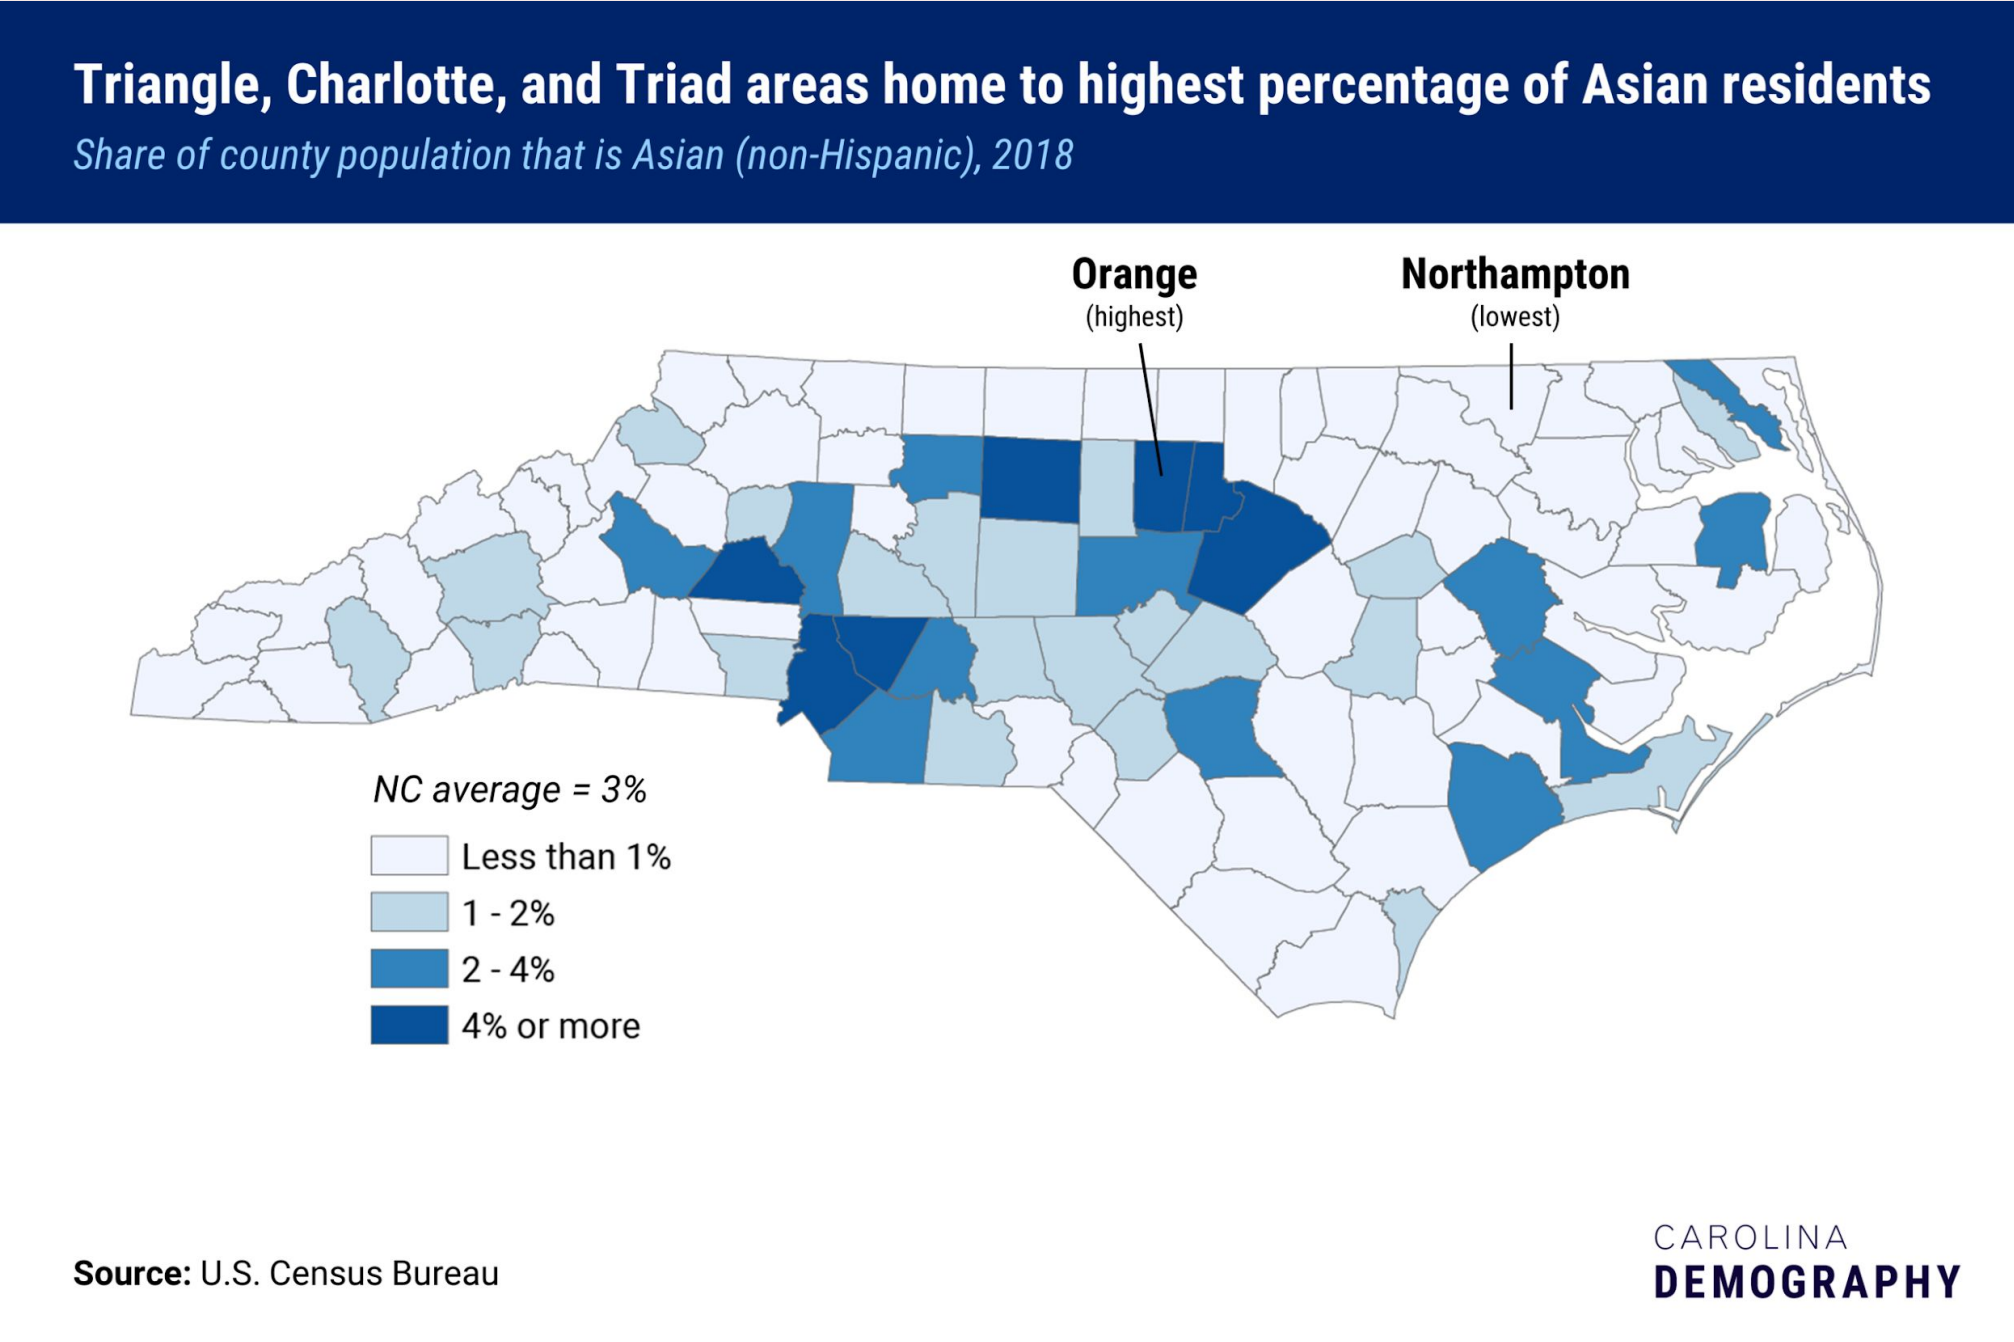 Triangle, Charlotte, and Triad areas home to highest percentage of Asian residents
Share of county population that is Asian (non-Hispanic), 2018
Orange
(highest)
Northampton
(lowest)
NC average = 3%
Less than 1%
1 - 2%
2 - 4%
4% or more
Source: U.S. Census Bureau
CAROLINA
DEMOGRAPHY